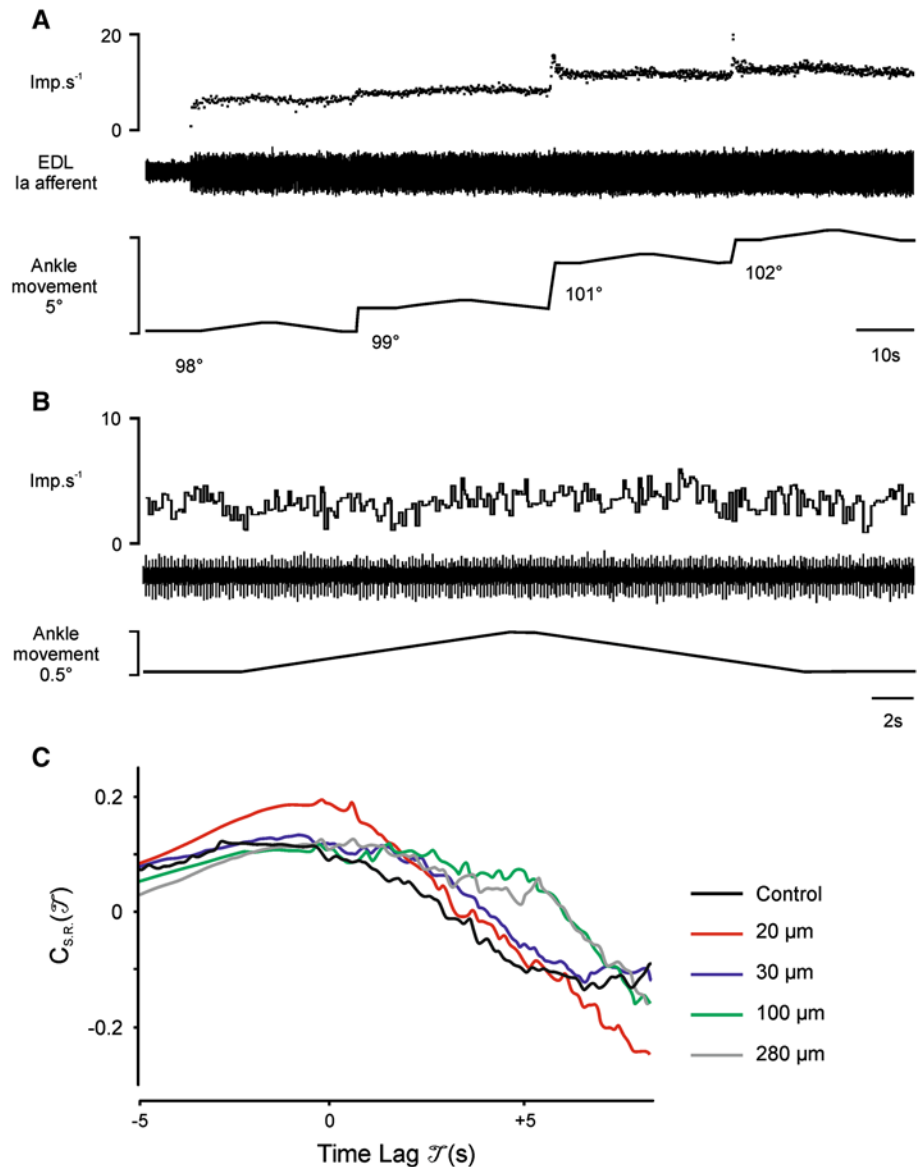 A
20
Imp.s⁻¹
0
EDL
Ia afferent
Ankle
movement
5°
98°
99°
101°
102°
10s
B
10
Imp.s⁻¹
0
Ankle
movement
0.5°
2s
C
0.2
0
-0.2
C_S.R.(𝒯)
-5
0
+5
Time Lag 𝒯(s)
Control
20 µm
30 µm
100 µm
280 µm